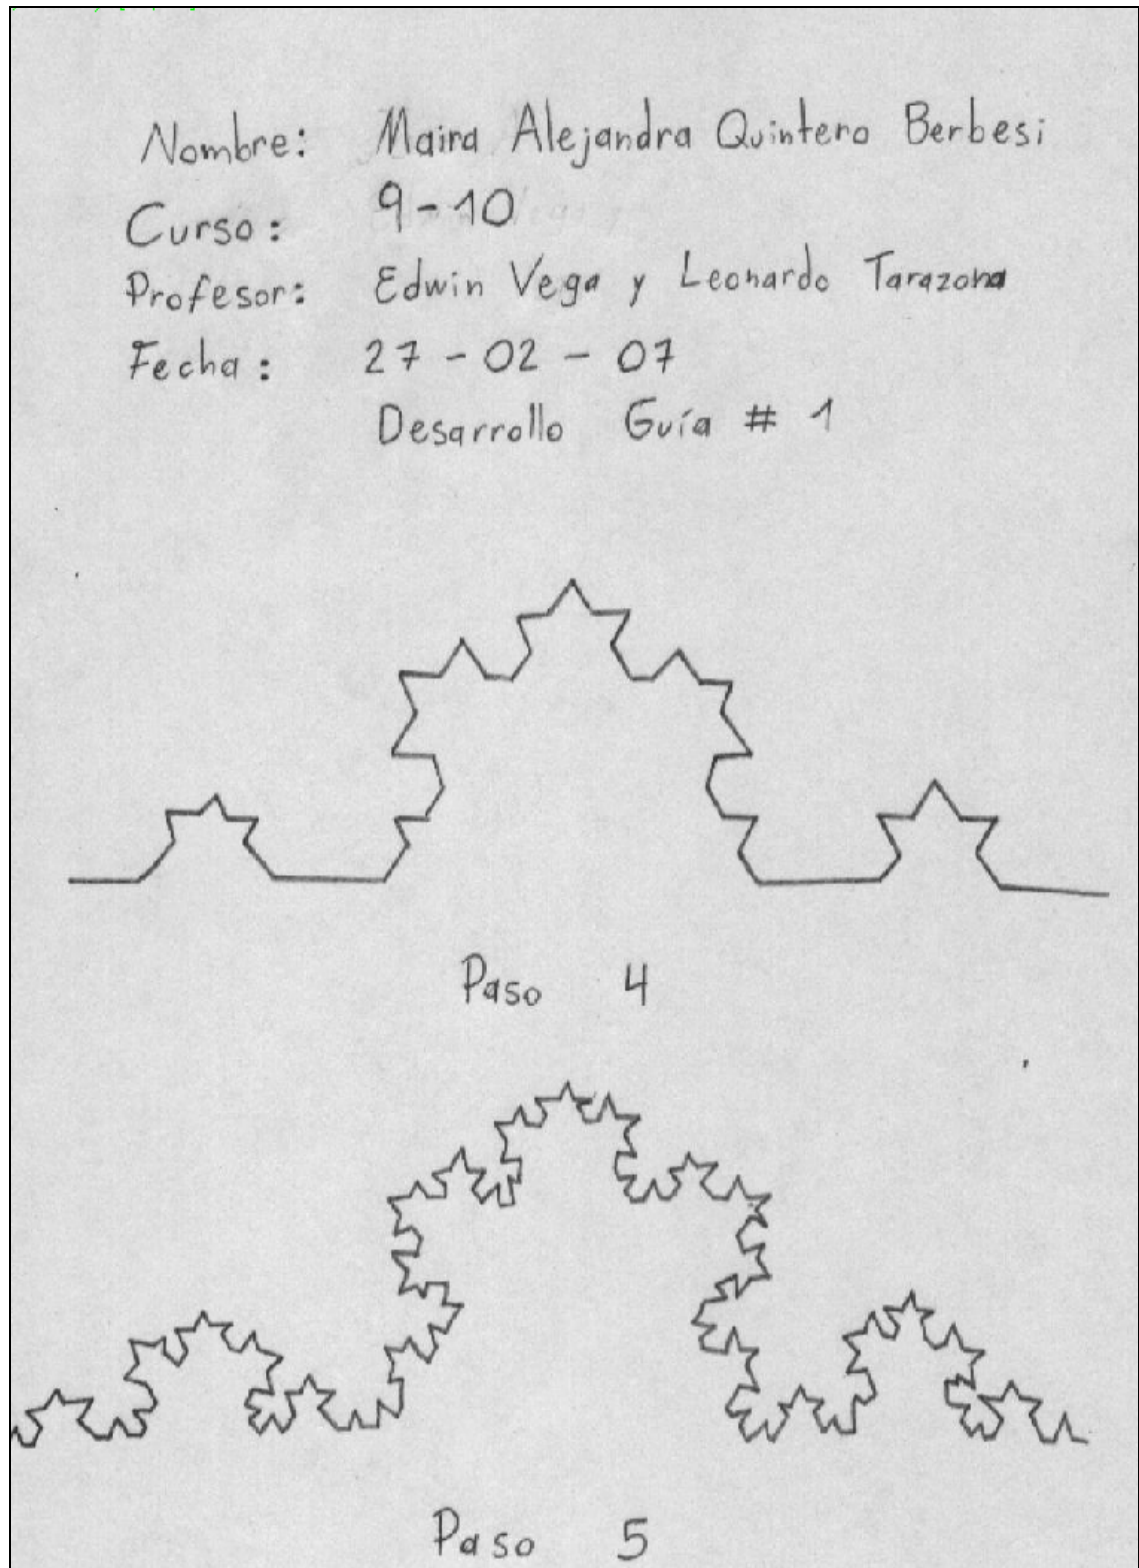 Nombre: Maira Alejandra Quintero Berbesi
Curso: 9-10
Profesor: Edwin Vega y Leonardo Tarazona
Fecha: 27-02-07
Desarrollo Guía # 1
Paso 4
Paso 5